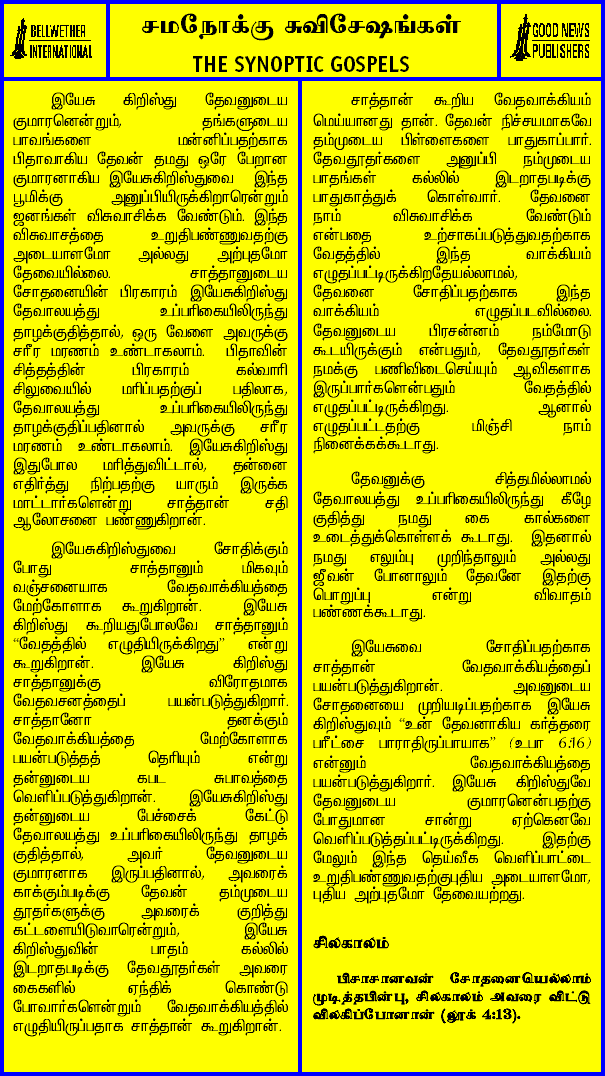 BELLWETHER
INTERNATIONAL
சமநோக்கு சுவிசேஷங்கள்
THE SYNOPTIC GOSPELS
GOOD NEWS
PUBLISHERS
இயேசு கிறிஸ்து தேவனுடைய
குமாரனென்றும், தங்களுடைய
பாவங்களை மன்னிப்பதற்காக
பிதாவாகிய தேவன் தமது ஒரே பேறான
குமாரனாகிய இயேசுகிறிஸ்துவை இந்த
பூமிக்கு அனுப்பியிருக்கிறாரென்றும்
ஜனங்கள் விசுவாசிக்க வேண்டும். இந்த
விசுவாசத்தை உறுதிபண்ணுவதற்கு
அடையாளமோ அல்லது அற்புதமோ
தேவையில்லை. சாத்தானுடைய
சோதனையின் பிரகாரம் இயேசுகிறிஸ்து
தேவாலயத்து உப்பரிகையிலிருந்து
தாழக்குதித்தால், ஒரு வேளை அவருக்கு
சரீர மரணம் உண்டாகலாம். பிதாவின்
சித்தத்தின் பிரகாரம் கல்வாரி
சிலுவையில் மரிப்பதற்குப் பதிலாக,
தேவாலயத்து உப்பரிகையிலிருந்து
தாழக்குதிப்பதினால் அவருக்கு சரீர
மரணம் உண்டாகலாம். இயேசுகிறிஸ்து
இதுபோல மரித்துவிட்டால், தன்னை
எதிர்த்து நிற்பதற்கு யாரும் இருக்க
மாட்டார்களென்று சாத்தான் சதி
ஆலோசனை பண்ணுகிறான்.
இயேசுகிறிஸ்துவை சோதிக்கும்
போது சாத்தானும் மிகவும்
வஞ்சனையாக வேதவாக்கியத்தை
மேற்கோளாக கூறுகிறான். இயேசு
கிறிஸ்து கூறியதுபோலவே சாத்தானும்
“வேதத்தில் எழுதியிருக்கிறது” என்று
கூறுகிறான். இயேசு கிறிஸ்து
சாத்தானுக்கு விரோதமாக
வேதவசனத்தைப் பயன்படுத்துகிறார்.
சாத்தானோ தனக்கும்
வேதவாக்கியத்தை மேற்கோளாக
பயன்படுத்தத் தெரியும் என்று
தன்னுடைய கபட சுபாவத்தை
வெளிப்படுத்துகிறான். இயேசுகிறிஸ்து
தன்னுடைய பேச்சைக் கேட்டு
தேவாலயத்து உப்பரிகையிலிருந்து தாழக்
குதித்தால், அவர் தேவனுடைய
குமாரனாக இருப்பதினால், அவரைக்
காக்கும்படிக்கு தேவன் தம்முடைய
தூதர்களுக்கு அவரைக் குறித்து
கட்டளையிடுவாரென்றும், இயேசு
கிறிஸ்துவின் பாதம் கல்லில்
இடறாதபடிக்கு தேவதூதர்கள் அவரை
கைகளில் ஏந்திக் கொண்டு
போவார்களென்றும் வேதவாக்கியத்தில்
எழுதியிருப்பதாக சாத்தான் கூறுகிறான்.
சாத்தான் கூறிய வேதவாக்கியம்
மெய்யானது தான். தேவன் நிச்சயமாகவே
தம்முடைய பிள்ளைகளை பாதுகாப்பார்.
தேவதூதர்களை அனுப்பி நம்முடைய
பாதங்கள் கல்லில் இடறாதபடிக்கு
பாதுகாத்துக் கொள்வார். தேவனை
நாம் விசுவாசிக்க வேண்டும்
என்பதை உற்சாகப்படுத்துவதற்காக
வேதத்தில் இந்த வாக்கியம்
எழுதப்பட்டிருக்கிறதேயல்லாமல்,
தேவனை சோதிப்பதற்காக இந்த
வாக்கியம் எழுதப்படவில்லை.
தேவனுடைய பிரசன்னம் நம்மோடு
கூடயிருக்கும் என்பதும், தேவதூதர்கள்
நமக்கு பணிவிடைசெய்யும் ஆவிகளாக
இருப்பார்களென்பதும் வேதத்தில்
எழுதப்பட்டிருக்கிறது. ஆனால்
எழுதப்பட்டதற்கு மிஞ்சி நாம்
நினைக்கக்கூடாது.
தேவனுக்கு சித்தமில்லாமல்
தேவாலயத்து உப்பரிகையிலிருந்து கீழே
குதித்து நமது கை கால்களை
உடைத்துக்கொள்ளக் கூடாது. இதனால்
நமது எலும்பு முறிந்தாலும் அல்லது
ஜீவன் போனாலும் தேவனே இதற்கு
பொறுப்பு என்று விவாதம்
பண்ணக்கூடாது.
இயேசுவை சோதிப்பதற்காக
சாத்தான் வேதவாக்கியத்தைப்
பயன்படுத்துகிறான். அவனுடைய
சோதனையை முறியடிப்பதற்காக இயேசு
கிறிஸ்துவும் “உன் தேவனாகிய கர்த்தரை
பரீட்சை பாராதிருப்பாயாக” (உபா 6:16)
என்னும் வேதவாக்கியத்தை
பயன்படுத்துகிறார். இயேசு கிறிஸ்துவே
தேவனுடைய குமாரனென்பதற்கு
போதுமான சான்று ஏற்கெனவே
வெளிப்படுத்தப்பட்டிருக்கிறது. இதற்கு
மேலும் இந்த தெய்வீக வெளிப்பாட்டை
உறுதிபண்ணுவதற்குபுதிய அடையாளமோ,
புதிய அற்புதமோ தேவையற்றது.
சிலகாலம்
பிசாசானவன் சோதனையெல்லாம்
முடித்தபின்பு, சிலகாலம் அவரை விட்டு
விலகிப்போனான் (லூக் 4:13).